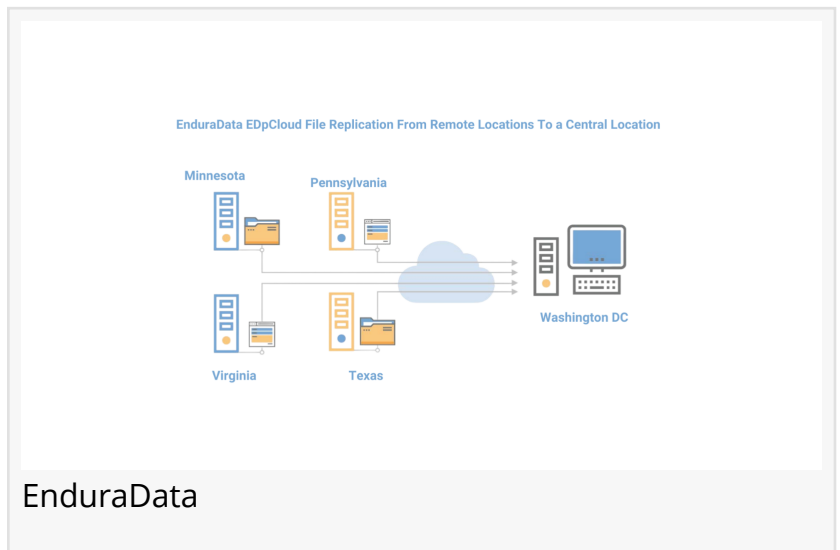 EnduraData EDpCloud File Replication From Remote Locations To a Central Location
Minnesota
Pennsylvania
Washington DC
Virginia
Texas
EnduraData